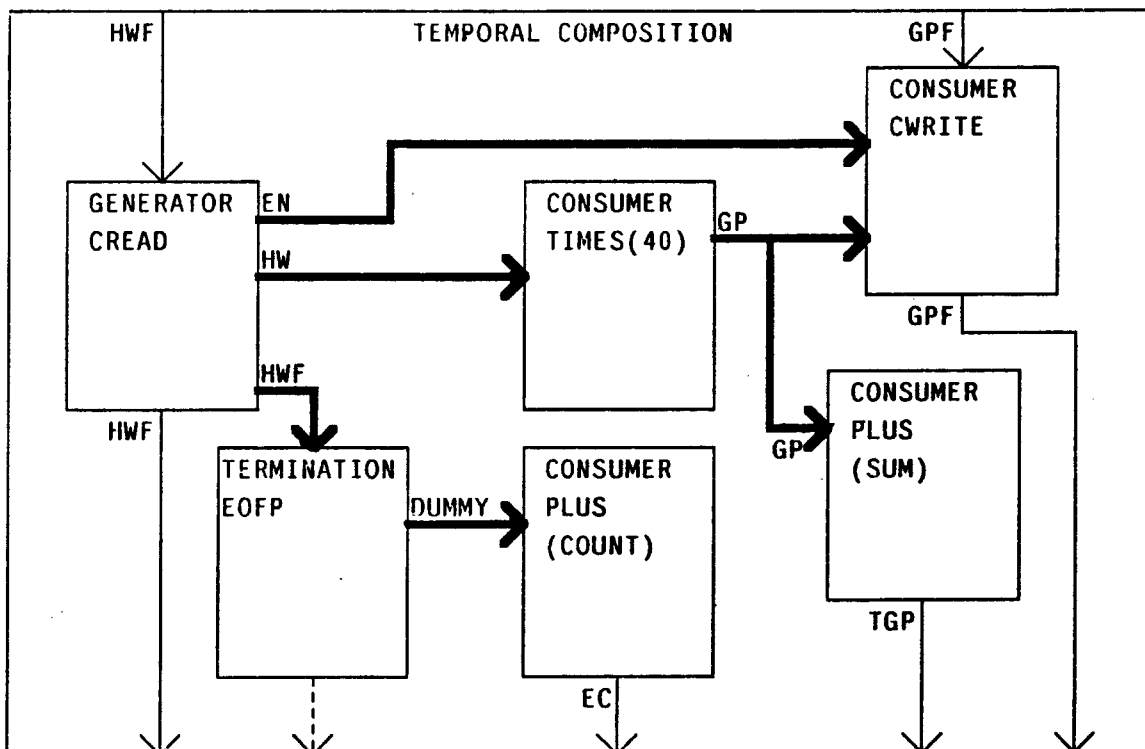 HWF
TEMPORAL COMPOSITION
GPF
CONSUMER
CWRITE
GENERATOR
CREAD
EN
HW
HWF
CONSUMER
TIMES(40)
GP
GPF
HWF
CONSUMER
PLUS
(SUM)
GP
TERMINATION
EOFP
DUMMY
CONSUMER
PLUS
(COUNT)
TGP
EC